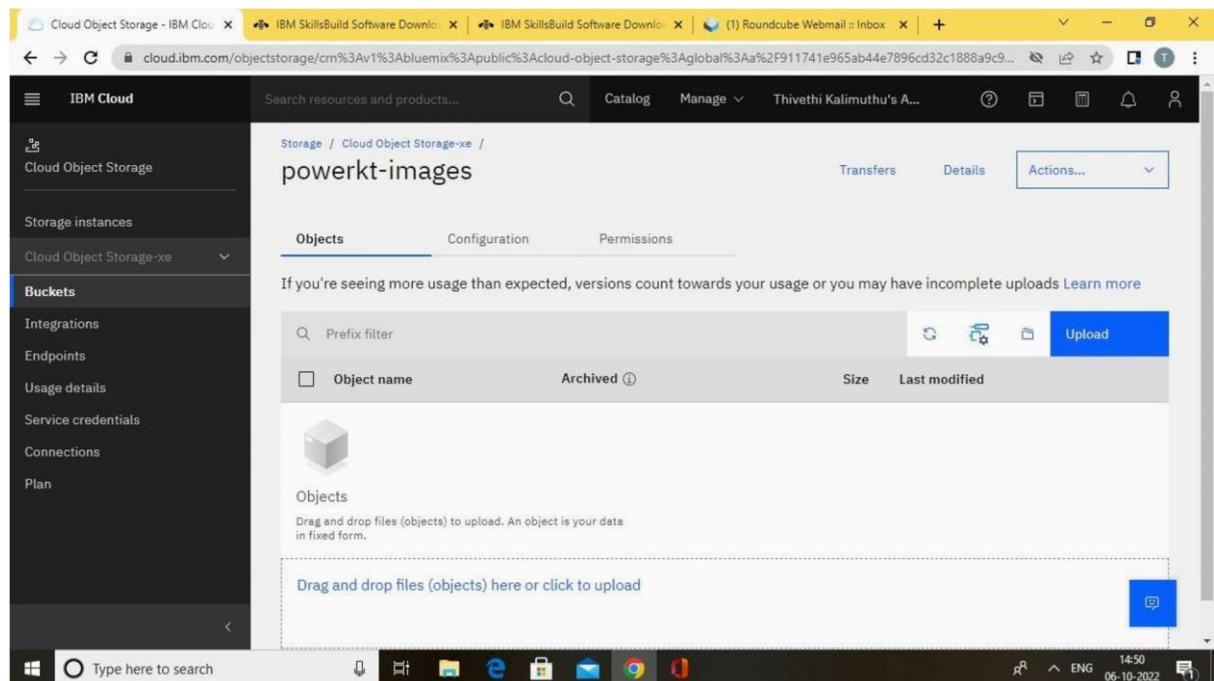 Cloud Object Storage - IBM Clou
IBM SkillsBuild Software Downlo
IBM SkillsBuild Software Downlo
(1) Roundcube Webmail :: Inbox
cloud.ibm.com/objectstorage/crn%3Av1%3Abluemix%3Apublic%3Acloud-object-storage%3Aglobal%3Aa%2F911741e965ab44e7896cd32c1888a9c9...
T
IBM Cloud
Search resources and products...
Catalog
Manage
Thivethi Kalimuthu's A...
Cloud Object Storage
Storage instances
Cloud Object Storage-xe
Buckets
Integrations
Endpoints
Usage details
Service credentials
Connections
Plan
Storage / Cloud Object Storage-xe /
powerkt-images
Transfers
Details
Actions...
Objects
Configuration
Permissions
If you're seeing more usage than expected, versions count towards your usage or you may have incomplete uploads Learn more
Prefix filter
Upload
Object name
Archived
Size
Last modified
Objects
Drag and drop files (objects) to upload. An object is your data
in fixed form.
Drag and drop files (objects) here or click to upload
Type here to search
ENG
14:50
06-10-2022